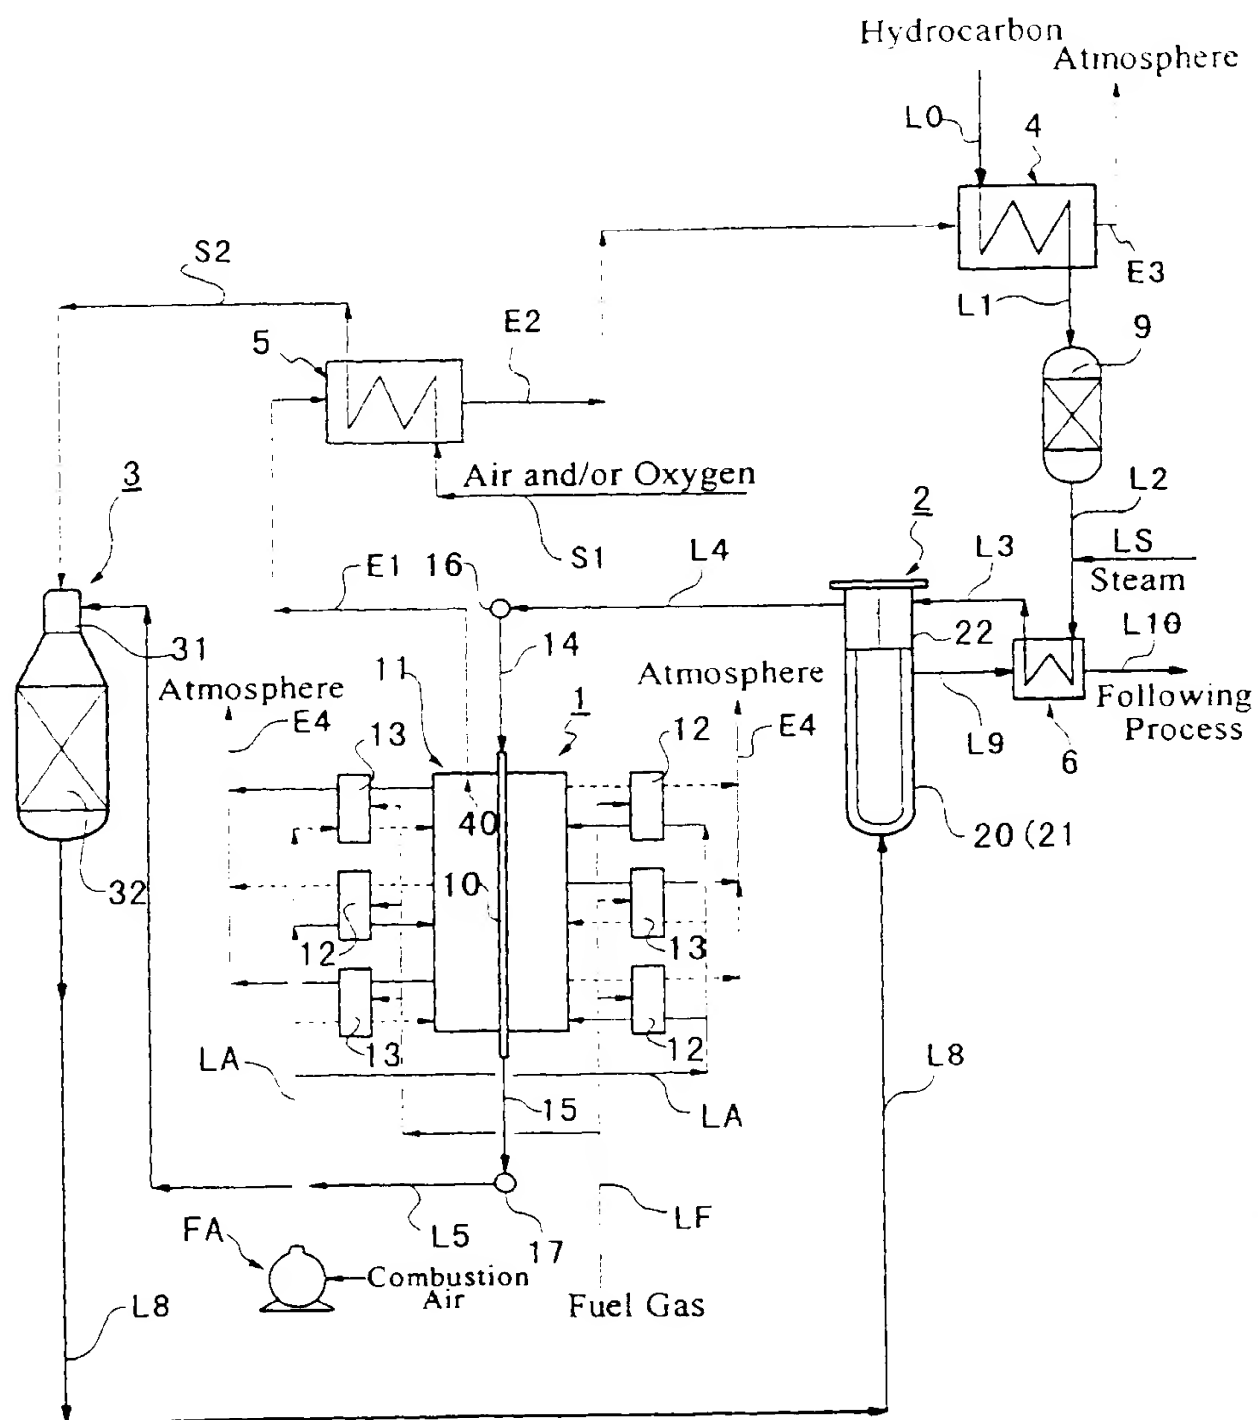 Hydrocarbon
Atmosphere
L0
4
S2
E3
L1
E2
9
5
Air and/or Oxygen
3
L2
2
S1
L4
LS
L3
Steam
E1
16
22
L10
31
14
Atmosphere
11
Atmosphere
1
Following
Process
E4
13
12
E4
L9
6
40
20(21
32
10
12
13
13
12
LA
L8
15
LA
FA
L5
17
LF
Combustion
Air
L8
Fuel Gas